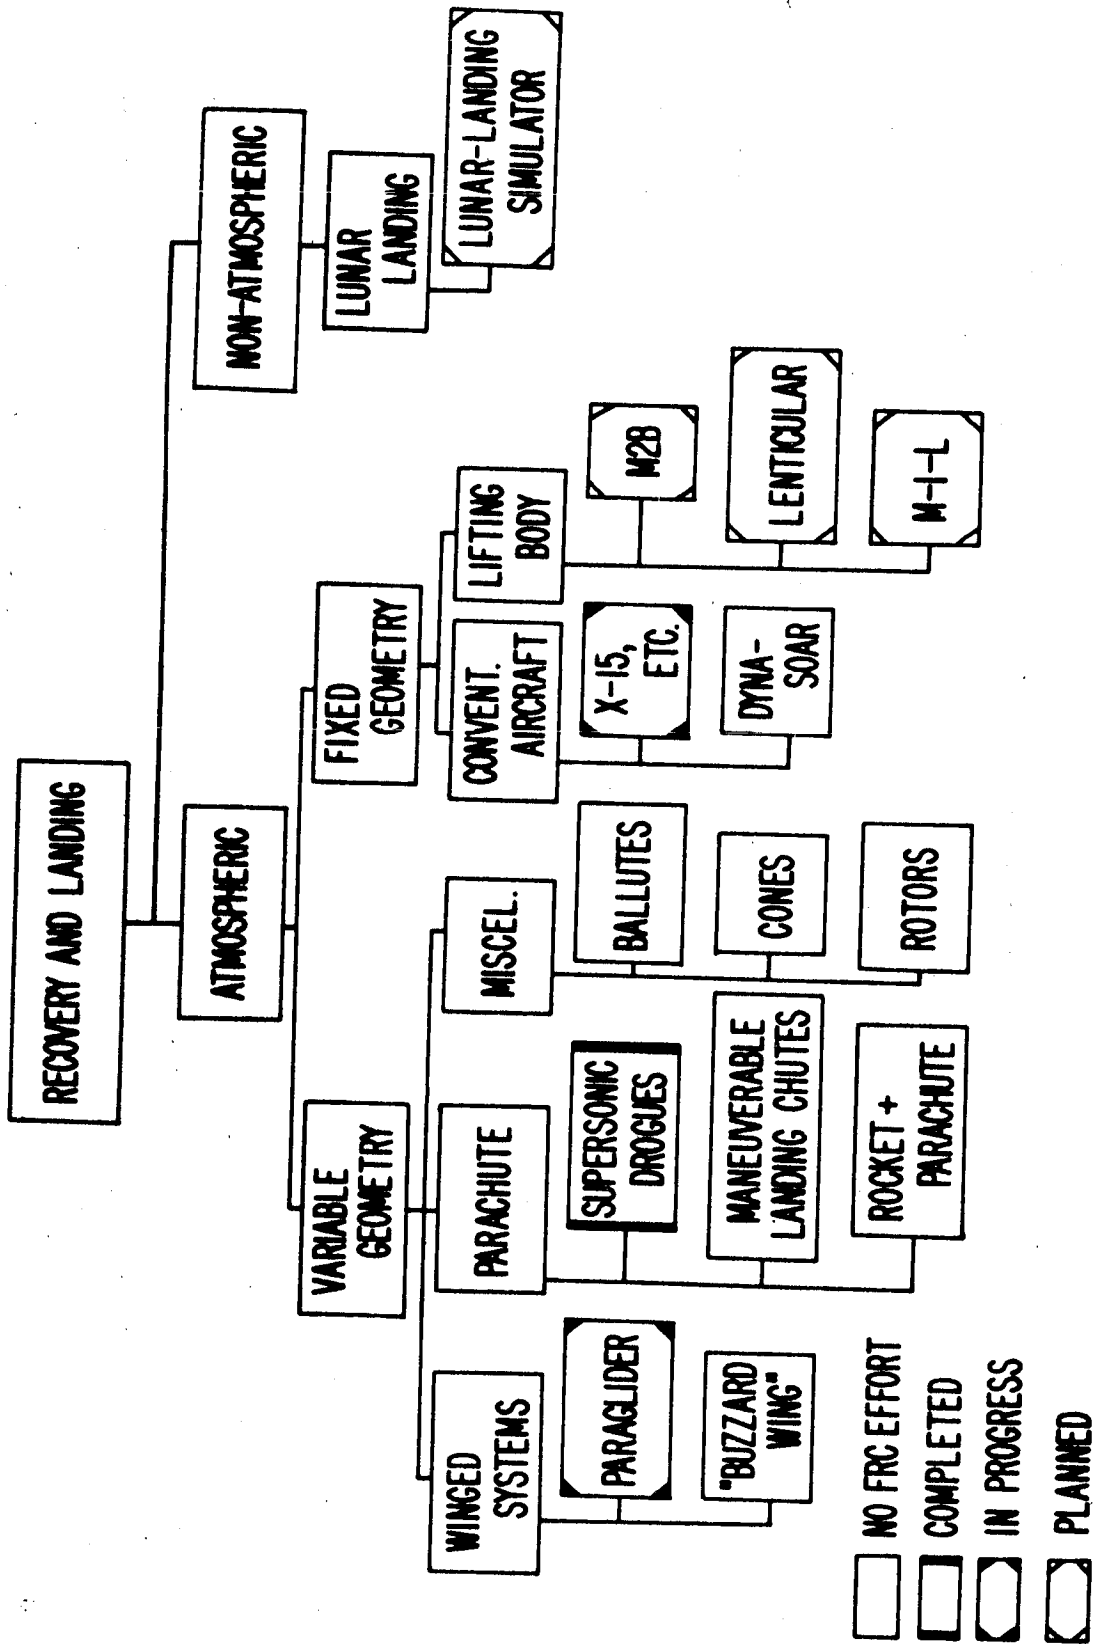 RECOVERY AND LANDING
ATMOSPHERIC
NON-ATMOSPHERIC
VARIABLE
GEOMETRY
FIXED
GEOMETRY
LUNAR
LANDING
WINGED
SYSTEMS
PARACHUTE
MISCEL.
CONVENT.
AIRCRAFT
LIFTING
BODY
LUNAR-LANDING
SIMULATOR
PARAGLIDER
"BUZZARD
WING"
SUPERSONIC
DROGUES
MANEUVERABLE
LANDING CHUTES
ROCKET +
PARACHUTE
BALLUTES
CONES
ROTORS
X-15,
ETC.
DYNA-
SOAR
M2B
LENTICULAR
M-1-L
NO FRC EFFORT
COMPLETED
IN PROGRESS
PLANNED